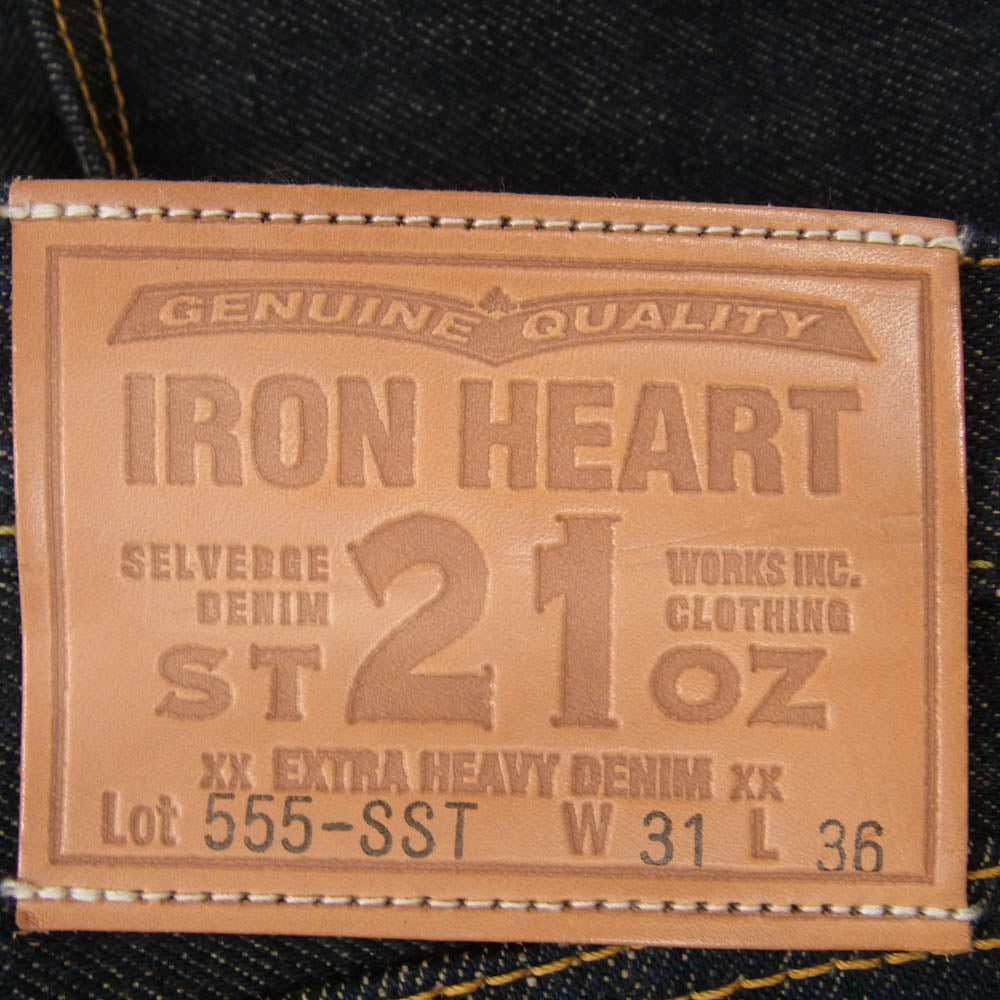 GENUINE QUALITY
IRON HEART
SELVEDGE
DENIM
ST 21 OZ
WORKS INC.
CLOTHING
XX EXTRA HEAVY DENIM XX
Lot 555-SST W 31 L 36